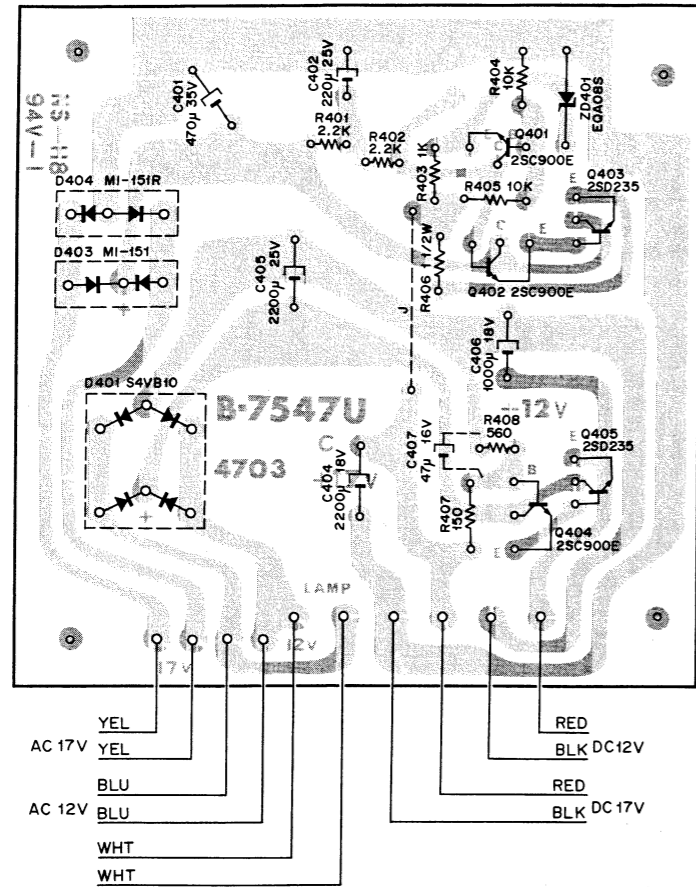 HS-H8
94V-1
C401
470μ 35V
C402
220μ 25V
R401
2.2K
R402
2.2K
R403 1K
R404
10K
ZD401
EQA08S
Q401
2SC900E
Q403
2SD235
R405 10K
R406 1 1/2W
Q402 2SC900E
E
C
E
E
C
D404 MI-151R
D403 MI-151
+
C405
2200μ 25V
J
C406
1000μ 18V
D401 S4VB10
+
B-7547U
4703
C
C404
2200μ 18V
-12V
C407
47μ 16V
R408
560
R407
150
Q405
2SD235
E
B
E
Q404
2SC900E
LAMP
17V
12V
YEL
AC 17V YEL
BLU
AC 12V BLU
WHT
WHT
RED
BLK DC12V
RED
BLK DC17V